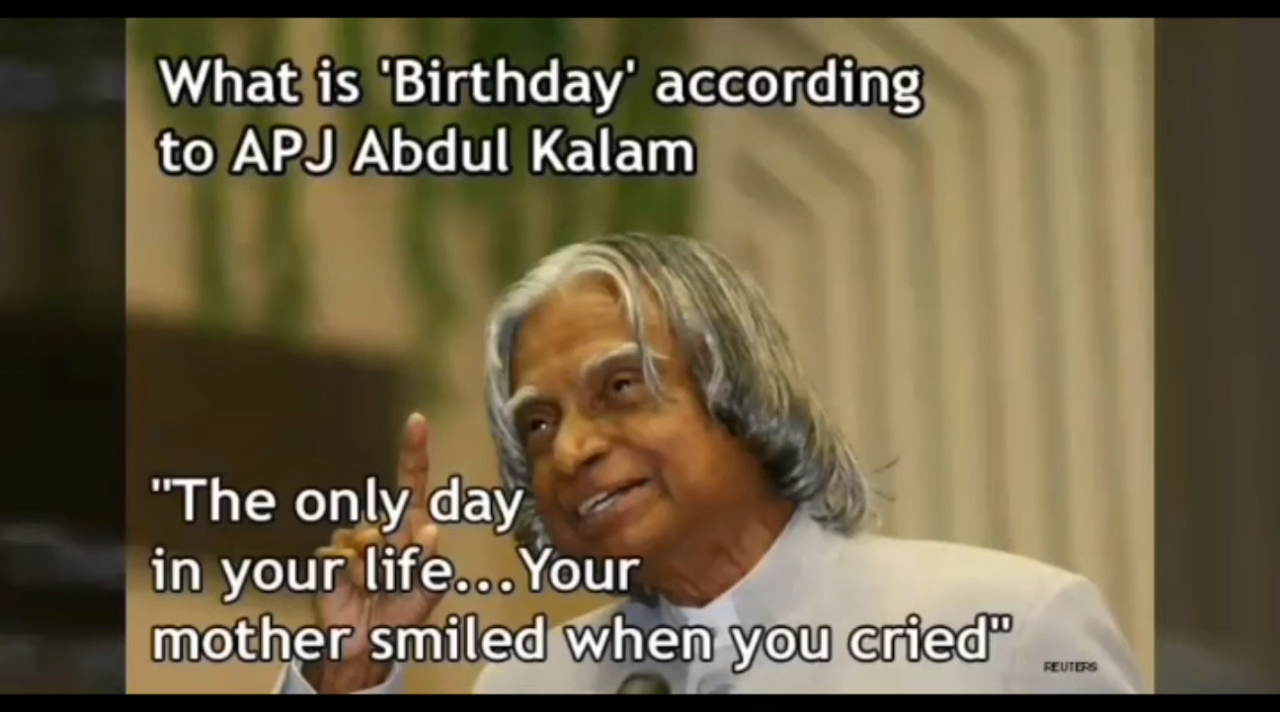 What is 'Birthday' according
to APJ Abdul Kalam
"The only day
in your life...Your
mother smiled when you cried"
REUTERS